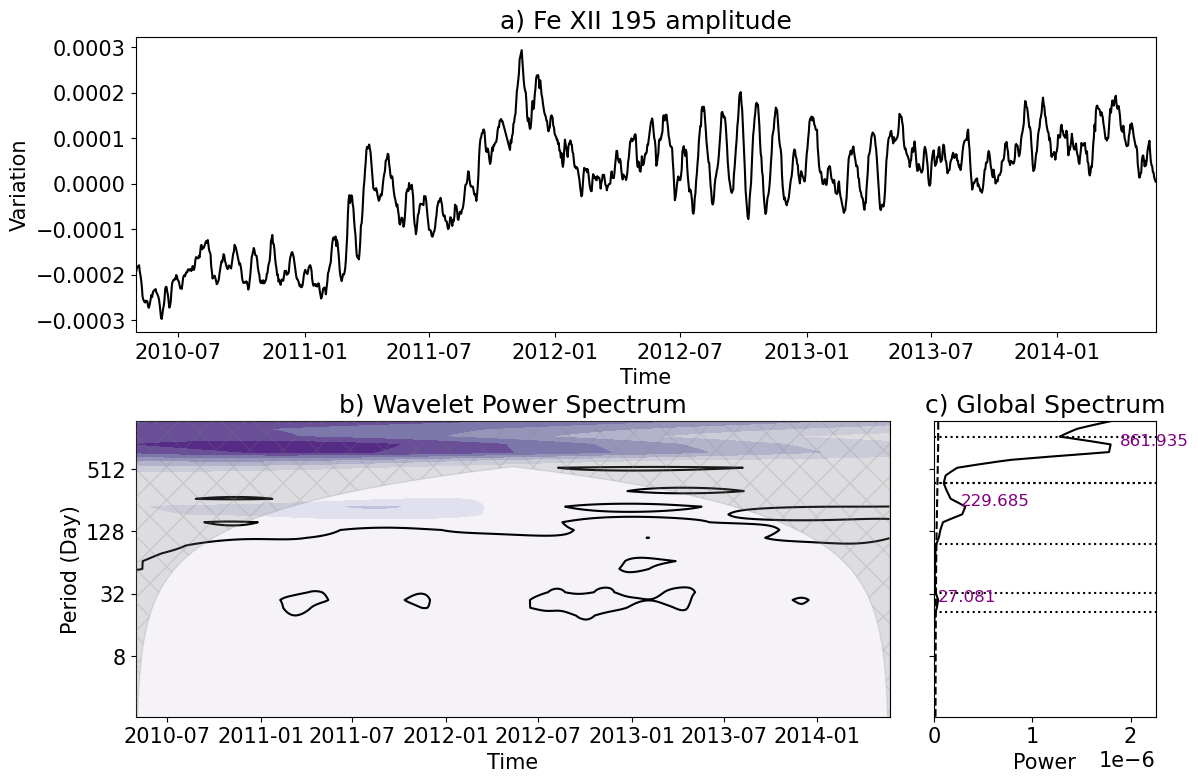 a) Fe XII 195 amplitude
0.0003
0.0002
0.0001
0.0000
−0.0001
−0.0002
−0.0003
Variation
2010-07 2011-01 2011-07 2012-01 2012-07 2013-01 2013-07 2014-01
Time
b) Wavelet Power Spectrum
512
128
32
8
Period (Day)
2010-07 2011-01 2011-07 2012-01 2012-07 2013-01 2013-07 2014-01
Time
c) Global Spectrum
861.935
229.685
27.081
0 1 2
Power 1e−6